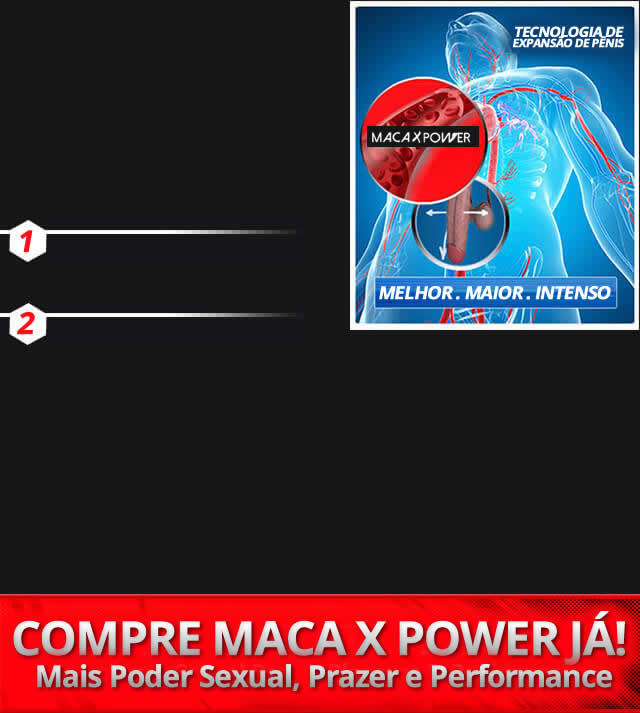 TECNOLOGIA DE
EXPANSÃO DE PÊNIS
MACA X POWER
1
2
MELHOR . MAIOR . INTENSO
COMPRE MACA X POWER JÁ!
Mais Poder Sexual, Prazer e Performance